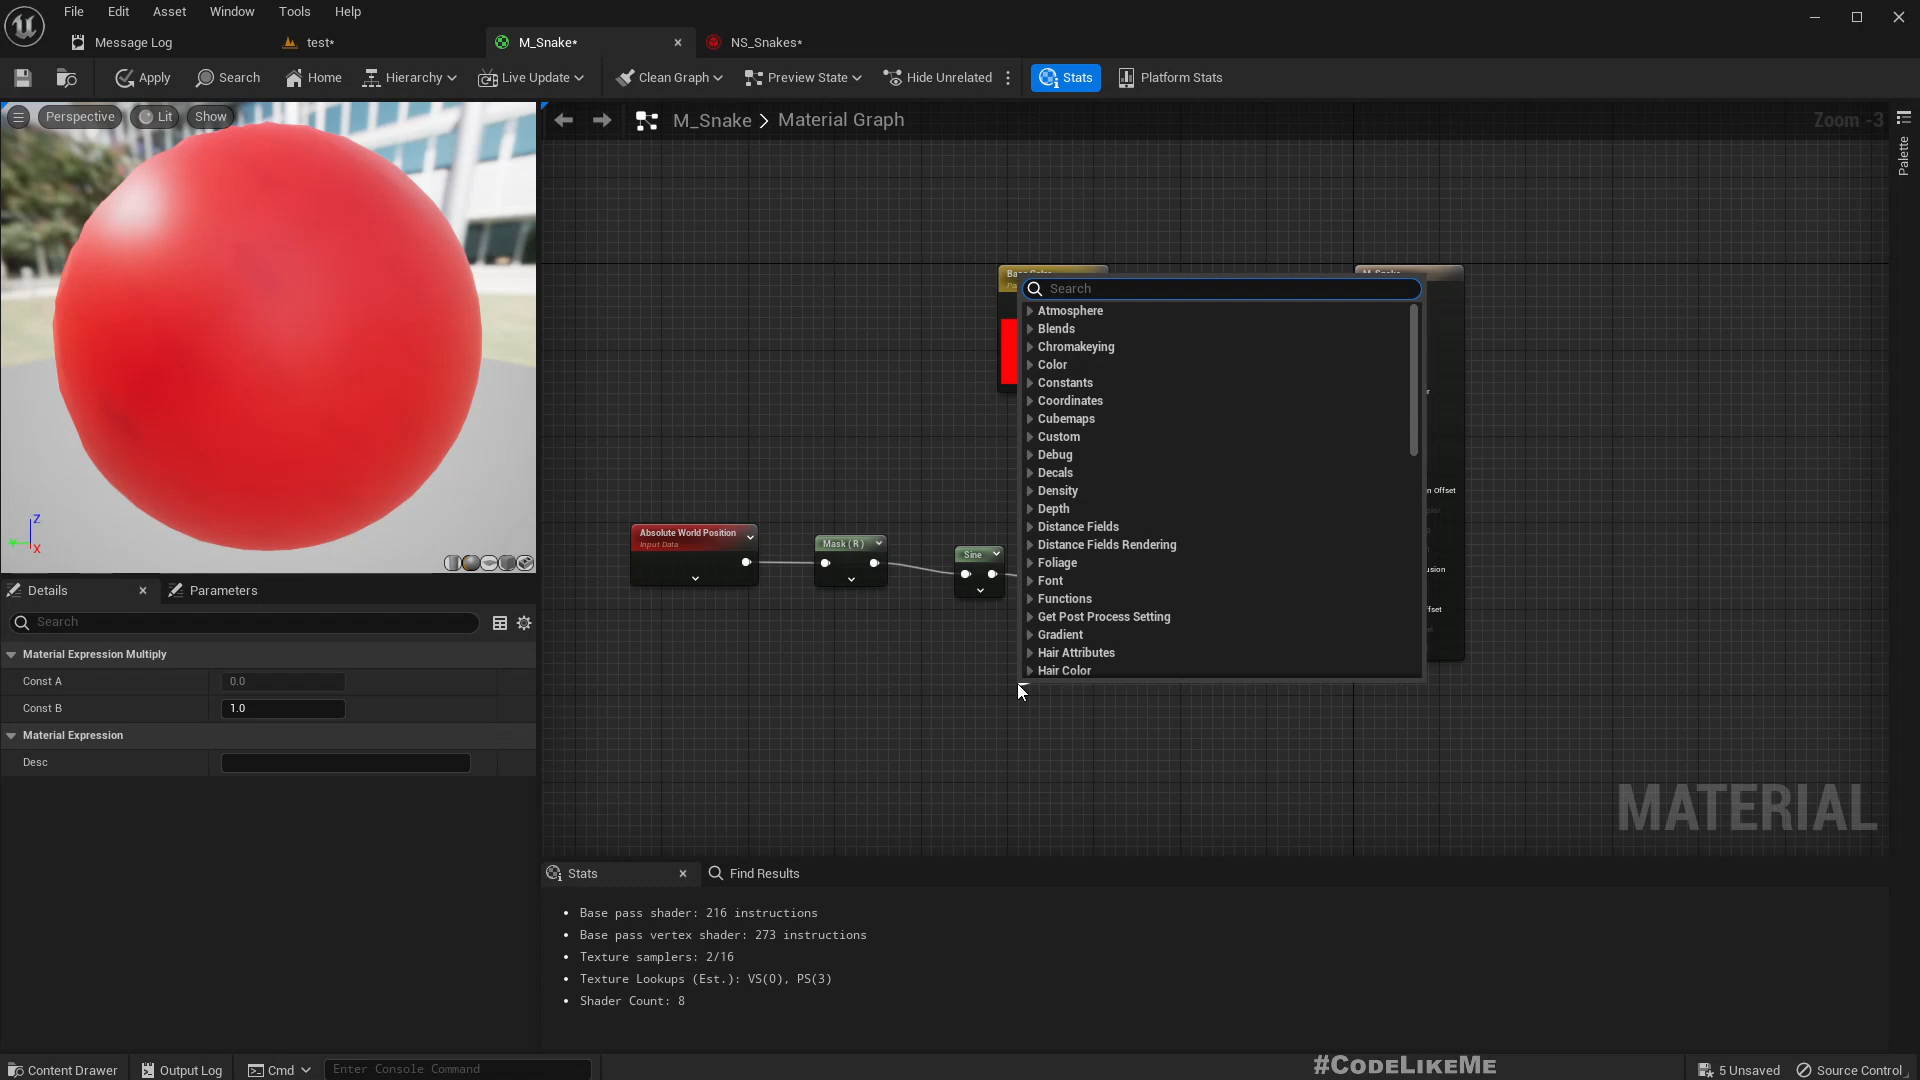 File Edit Asset Window Tools Help
Message Log test* M_Snake* NS_Snakes*
Apply Search Home Hierarchy Live Update Clean Graph Preview State Hide Unrelated Stats Platform Stats
Perspective Lit Show
M_Snake > Material Graph
Zoom -3
Palette
Search
Atmosphere
Blends
Chromakeying
Color
Constants
Coordinates
Cubemaps
Custom
Debug
Decals
Density
Depth
Distance Fields
Distance Fields Rendering
Foliage
Font
Functions
Get Post Process Setting
Gradient
Hair Attributes
Hair Color
n Offset
usion
ffset
Absolute World Position
Input Data
Mask ( R )
Sine
Z
Y
X
Details Parameters
Search
Material Expression Multiply
Const A 0.0
Const B 1.0
Material Expression
Desc
MATERIAL
Stats Find Results
• Base pass shader: 216 instructions
• Base pass vertex shader: 273 instructions
• Texture samplers: 2/16
• Texture Lookups (Est.): VS(0), PS(3)
• Shader Count: 8
#CODELIKEME
Content Drawer Output Log Cmd Enter Console Command 5 Unsaved Source Control